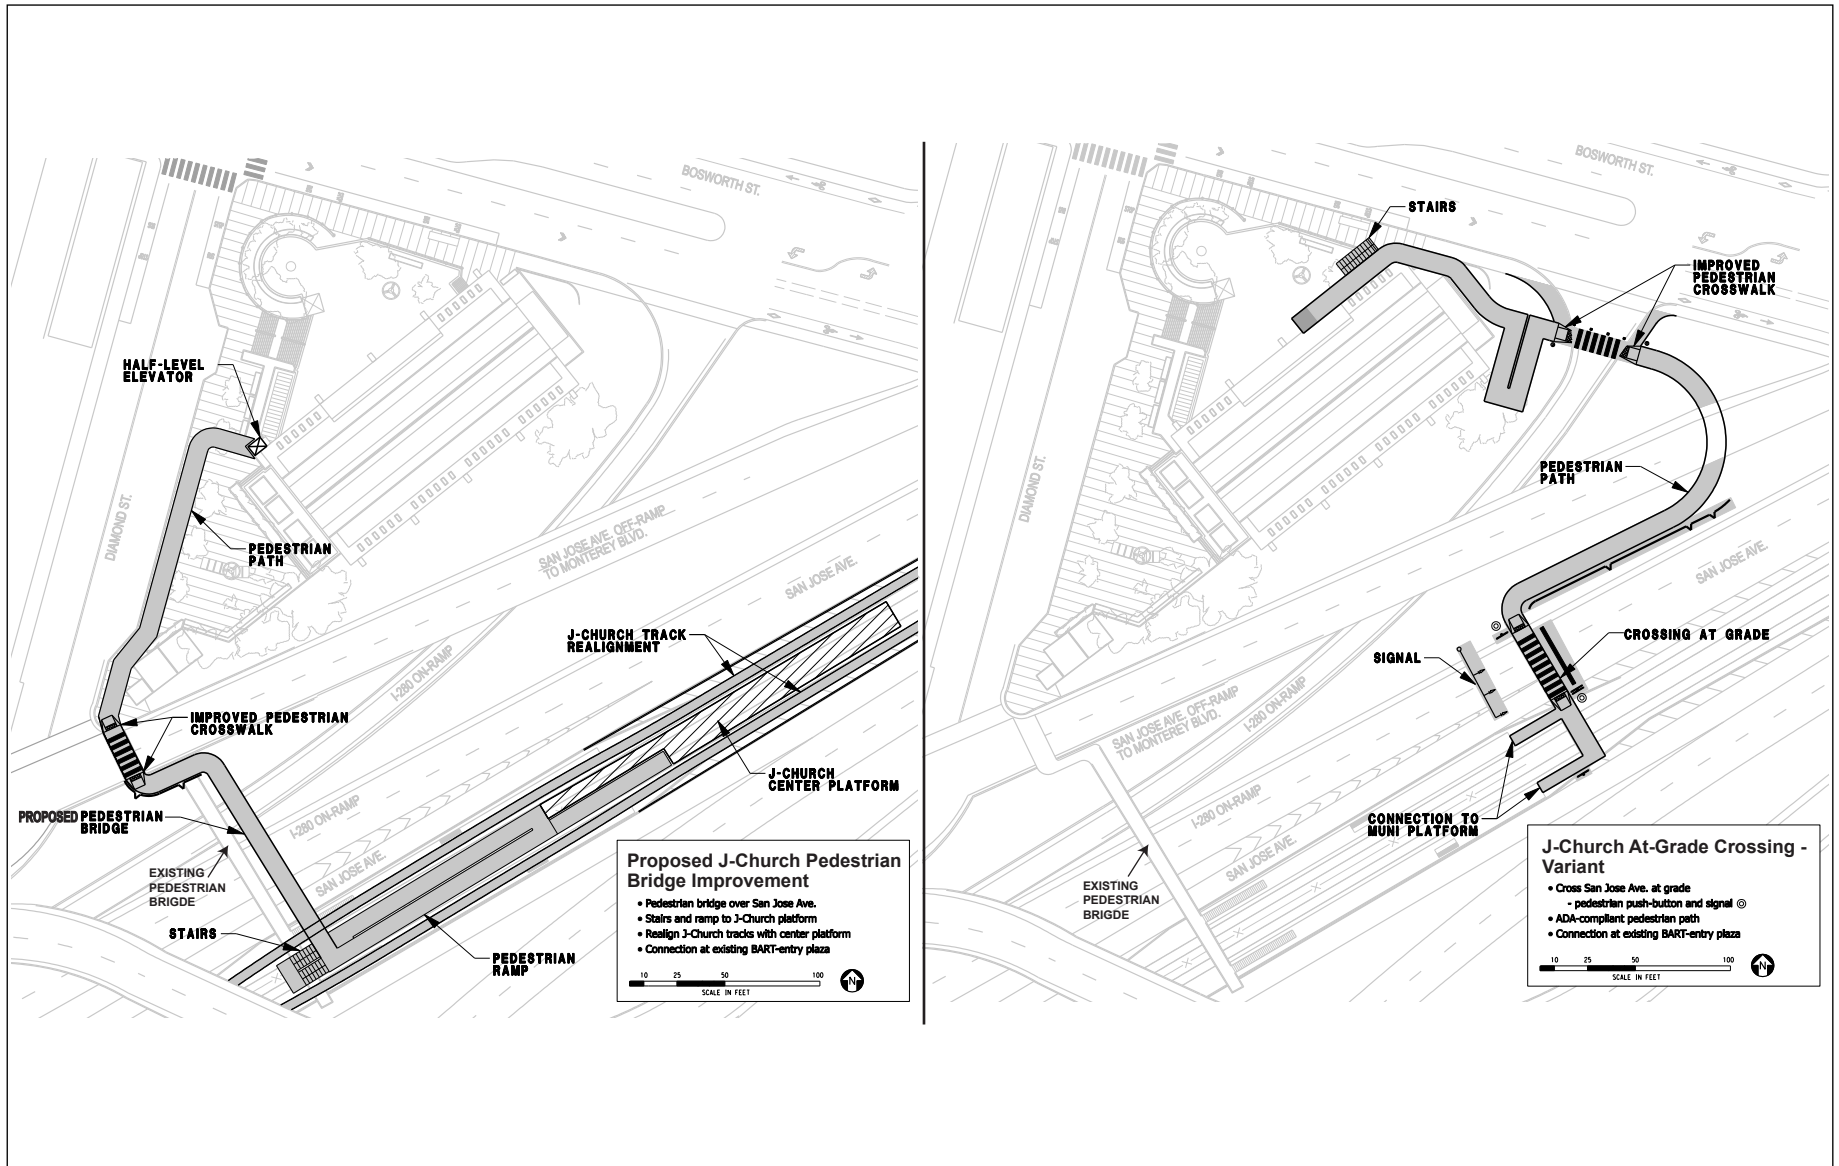 BOSWORTH ST.
HALF-LEVEL
ELEVATOR
DIAMOND ST.
PEDESTRIAN
PATH
SAN JOSE AVE. OFF-RAMP
TO MONTEREY BLVD.
SAN JOSE AVE.
J-CHURCH TRACK
REALIGNMENT
I-280 ON-RAMP
IMPROVED PEDESTRIAN
CROSSWALK
J-CHURCH
CENTER PLATFORM
PROPOSED PEDESTRIAN
BRIDGE
I-280 ON-RAMP
EXISTING
PEDESTRIAN
BRIGDE
SAN JOSE AVE.
STAIRS
PEDESTRIAN
RAMP
Proposed J-Church Pedestrian
Bridge Improvement
• Pedestrian bridge over San Jose Ave.
• Stairs and ramp to J-Church platform
• Realign J-Church tracks with center platform
• Connection at existing BART-entry plaza
10 25 50 100
SCALE IN FEET
N
BOSWORTH ST.
STAIRS
IMPROVED
PEDESTRIAN
CROSSWALK
DIAMOND ST.
PEDESTRIAN
PATH
SAN JOSE AVE.
CROSSING AT GRADE
SIGNAL
SAN JOSE AVE. OFF-RAMP
TO MONTEREY BLVD.
I-280 ON-RAMP
I-280 ON-RAMP
CONNECTION TO
MUNI PLATFORM
SAN JOSE AVE.
EXISTING
PEDESTRIAN
BRIGDE
J-Church At-Grade Crossing -
Variant
• Cross San Jose Ave. at grade
- pedestrian push-button and signal
• ADA-compliant pedestrian path
• Connection at existing BART-entry plaza
10 25 50 100
SCALE IN FEET
N